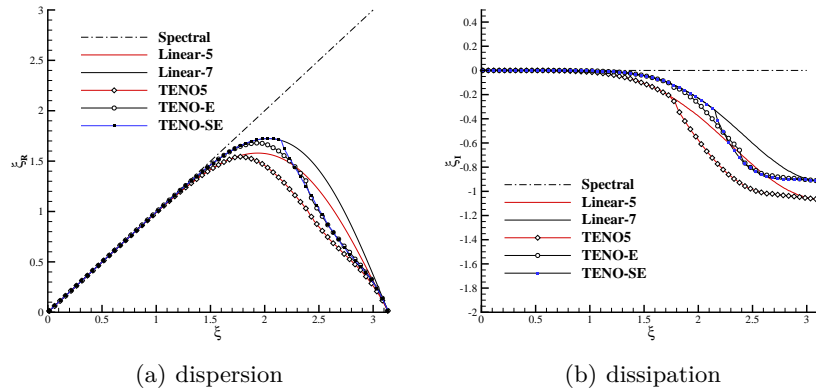 3
2.5
2
1.5
1
0.5
0
ξR
Spectral
Linear-5
Linear-7
TENO5
TENO-E
TENO-SE
0 0.5 1 1.5 2 2.5 3
ξ
(a) dispersion
0.4
0.2
0
-0.2
-0.4
-0.6
-0.8
-1
-1.2
-1.4
-1.6
-1.8
-2
ξI
Spectral
Linear-5
Linear-7
TENO5
TENO-E
TENO-SE
0 0.5 1 1.5 2 2.5 3
ξ
(b) dissipation